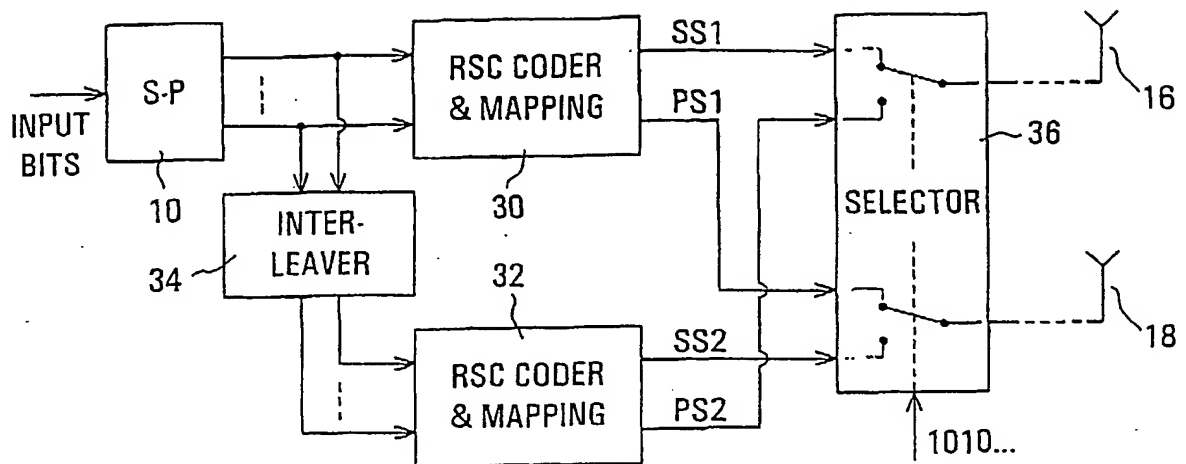 S-P
INPUT
BITS
10
RSC CODER
& MAPPING
30
SS1
PS1
SELECTOR
36
16
INTER-
LEAVER
34
32
RSC CODER
& MAPPING
SS2
PS2
18
1010...